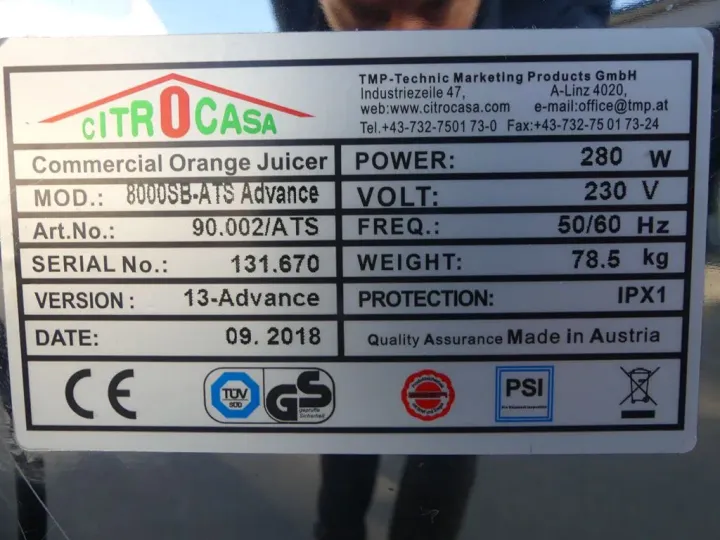 CITROCASA
TMP-Technic Marketing Products GmbH
Industriezeile 47, A-Linz 4020,
web:www.citrocasa.com e-mail:office@tmp.at
Tel.+43-732-7501 73-0 Fax:+43-732-75 01 73-24
Commercial Orange Juicer
MOD.: 8000SB-ATS Advance
Art.No.: 90.002/ATS
SERIAL No.: 131.670
VERSION : 13-Advance
DATE: 09. 2018
POWER: 280 W
VOLT: 230 V
FREQ.: 50/60 Hz
WEIGHT: 78.5 kg
PROTECTION: IPX1
Quality Assurance Made in Austria
CE
TÜV
SÜD
GS
Geprüfte
Sicherheit
PSI